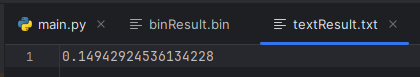 main.py binResult.bin textResult.txt
1 0.14942924536134228